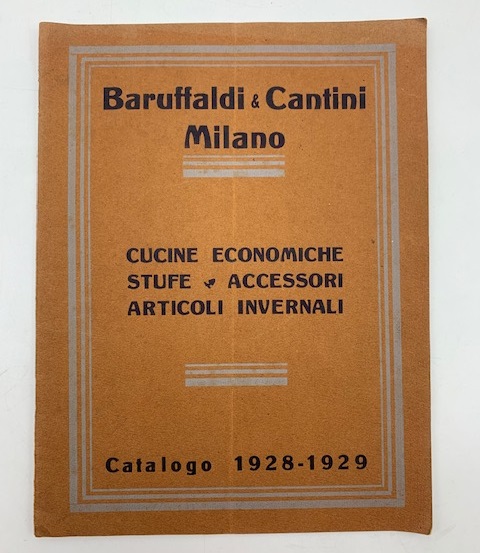 Baruffaldi & Cantini
Milano
CUCINE ECONOMICHE
STUFE ACCESSORI
ARTICOLI INVERNALI
Catalogo 1928-1929